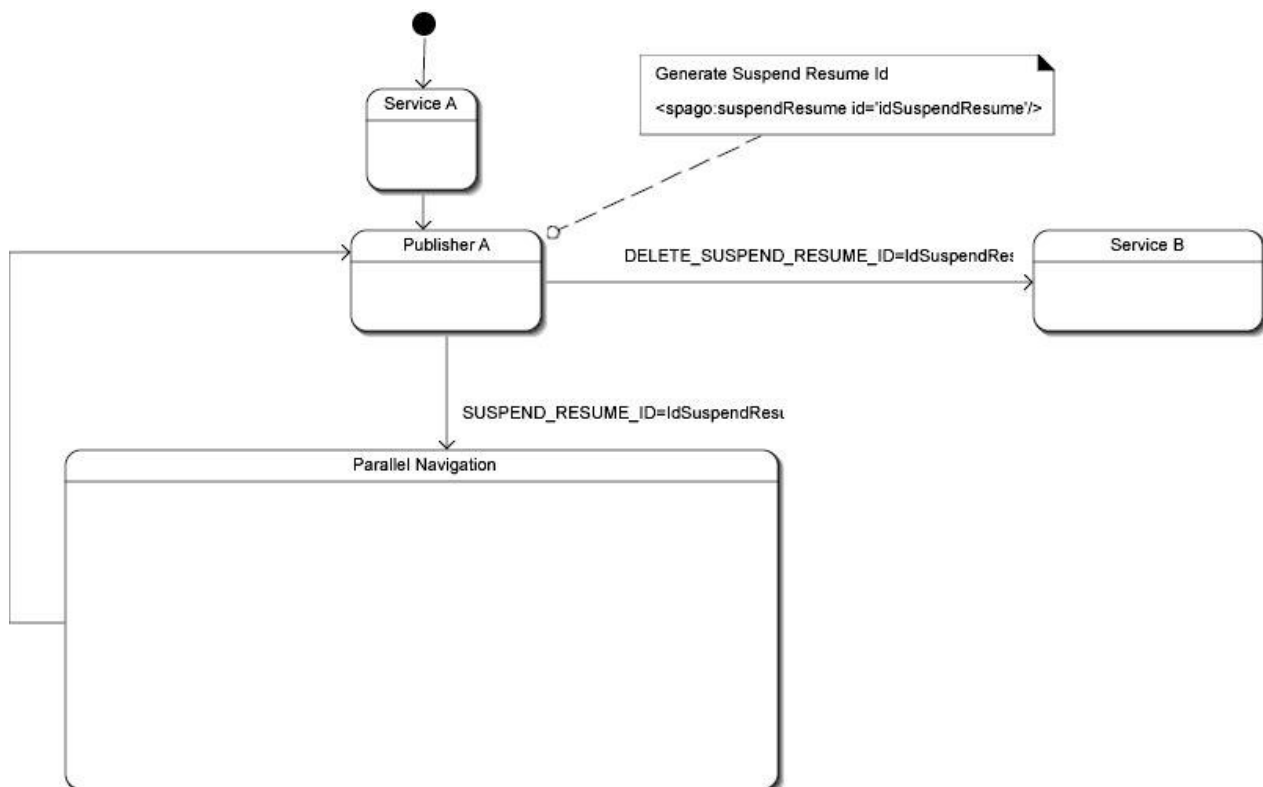 Generate Suspend Resume Id
<spago:suspendResume id='idSuspendResume'/>
Service A
Publisher A
DELETE_SUSPEND_RESUME_ID=IdSuspendRes
Service B
SUSPEND_RESUME_ID=IdSuspendResu
Parallel Navigation